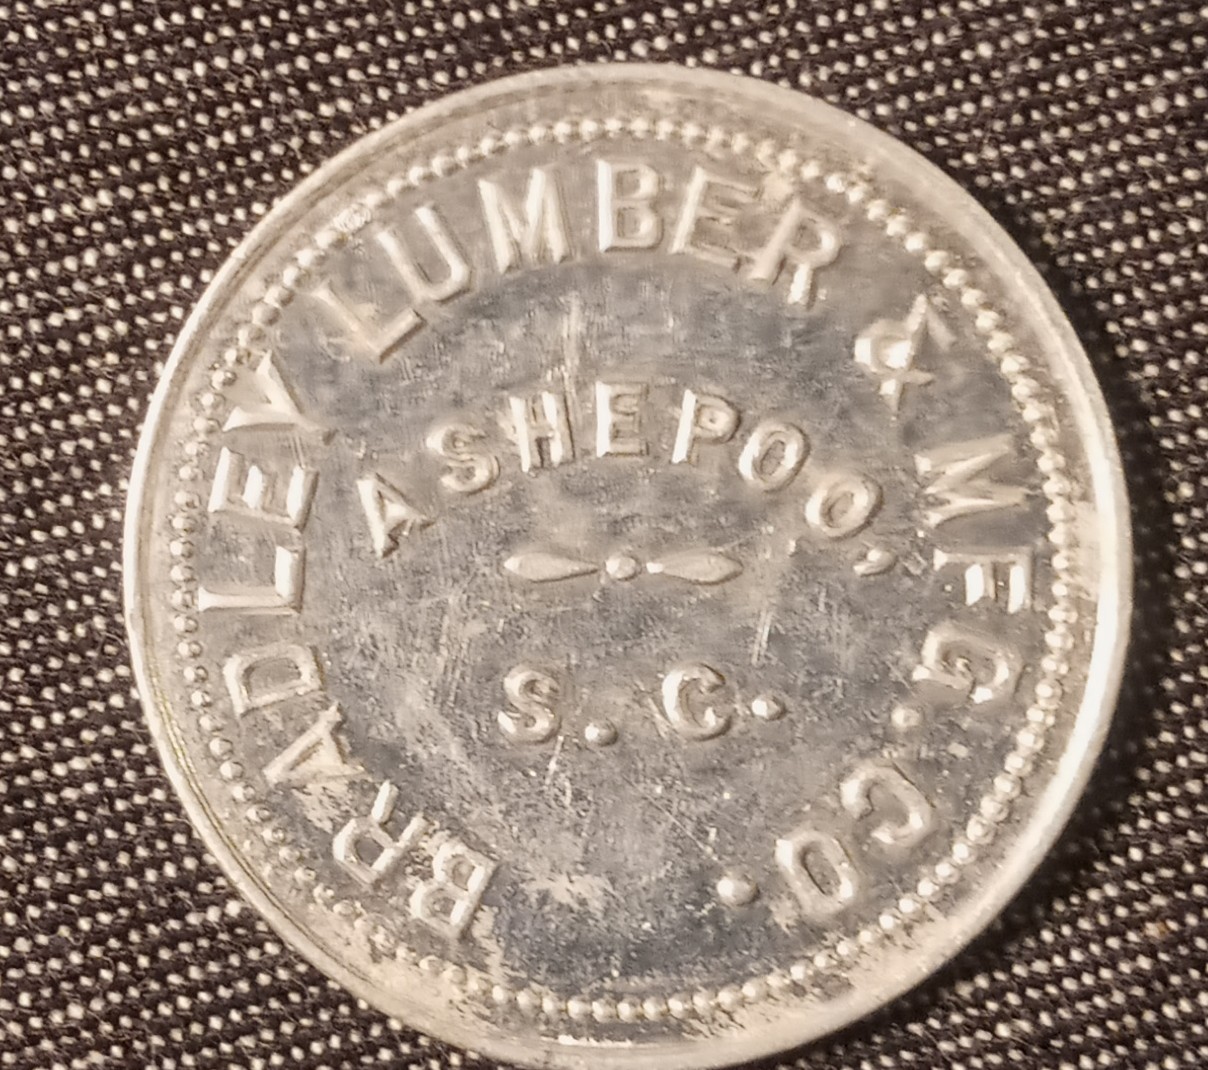 BRADLEY LUMBER & MFG. CO.
ASHEPOO,
S. C.